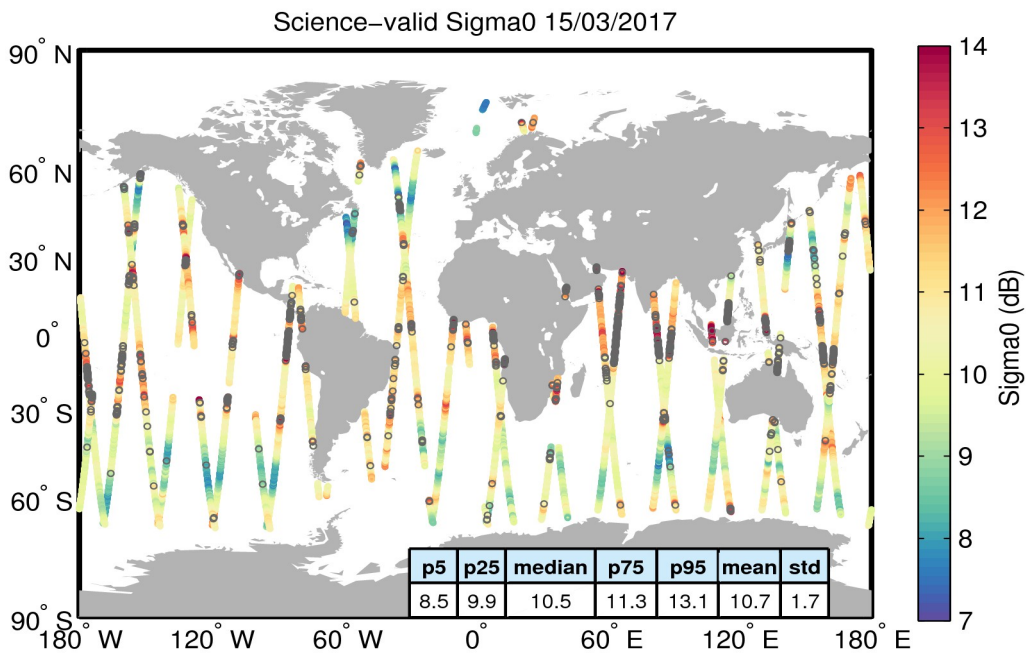 Science−valid Sigma0 15/03/2017
90° N
60° N
30° N
0°
30° S
60° S
90° S
180° W
120° W
60° W
0°
60° E
120° E
180° E
p5 p25 median p75 p95 mean std
8.5 9.9 10.5 11.3 13.1 10.7 1.7
14
13
12
11
10
9
8
7
Sigma0 (dB)